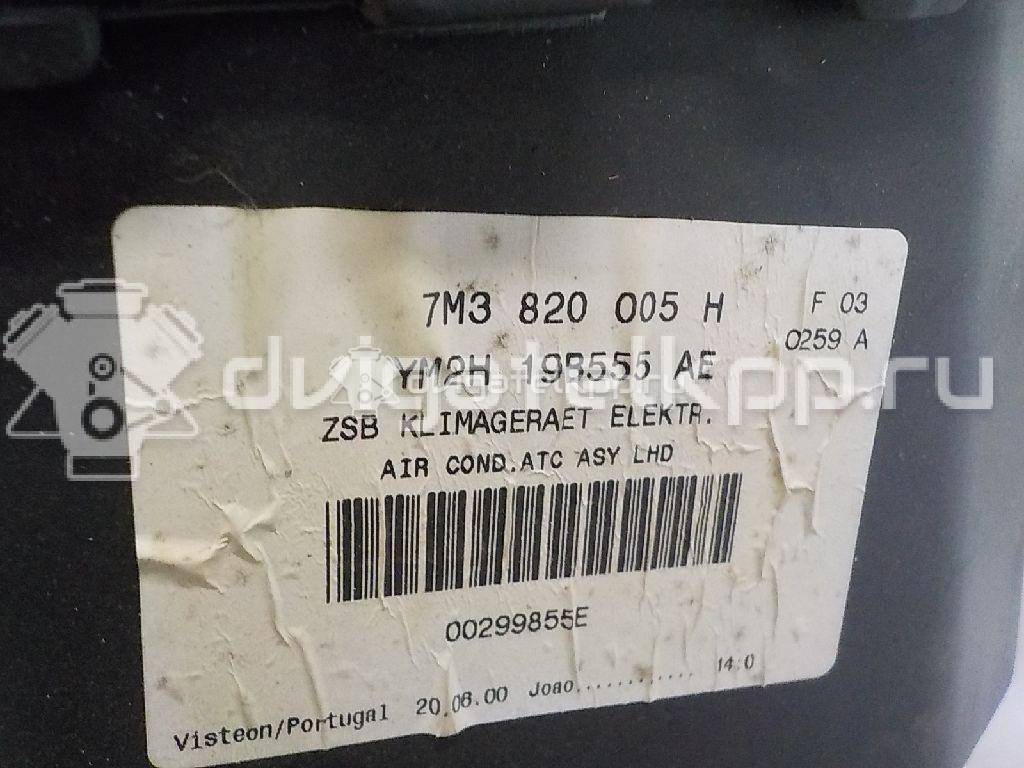 7M3 820 005 H
F 03
0259 A
YM2H 19B555 AE
ZSB KLIMAGERAET ELEKTR.
AIR COND.ATC ASY LHD
00299855E
Visteon/Portugal 20.06.00 Joao............ 14:0
dvigatelkpp.ru